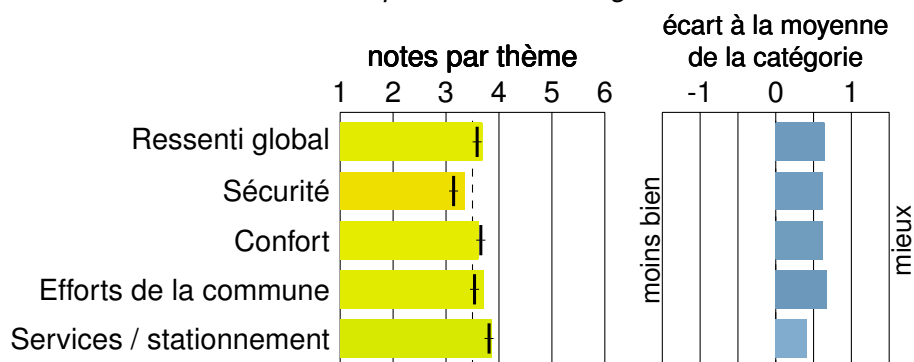 notes par thème
1 2 3 4 5 6
écart à la moyenne
de la catégorie
-1 0 1
Ressenti global
Sécurité
Confort
Efforts de la commune
Services / stationnement
moins bien
mieux